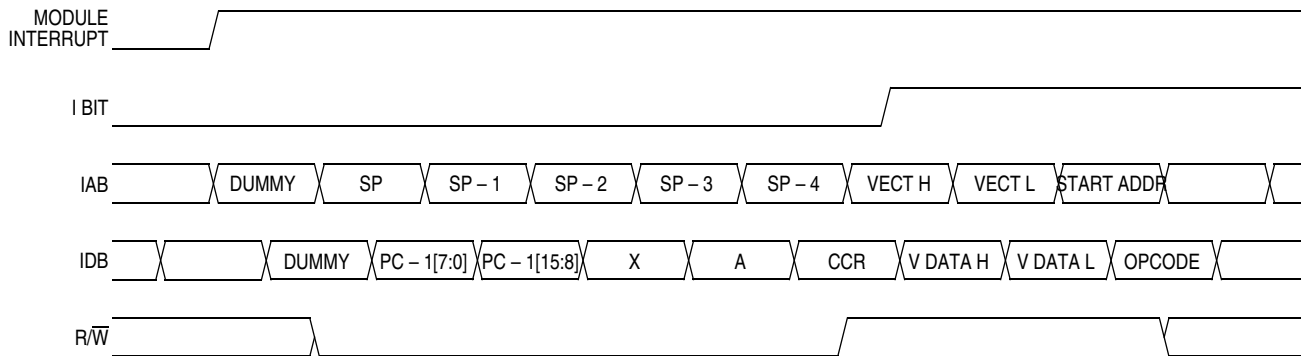 MODULE
INTERRUPT
I BIT
IAB DUMMY SP SP – 1 SP – 2 SP – 3 SP – 4 VECT H VECT L START ADDR
IDB DUMMY PC – 1[7:0] PC – 1[15:8] X A CCR V DATA H V DATA L OPCODE
R/W̅